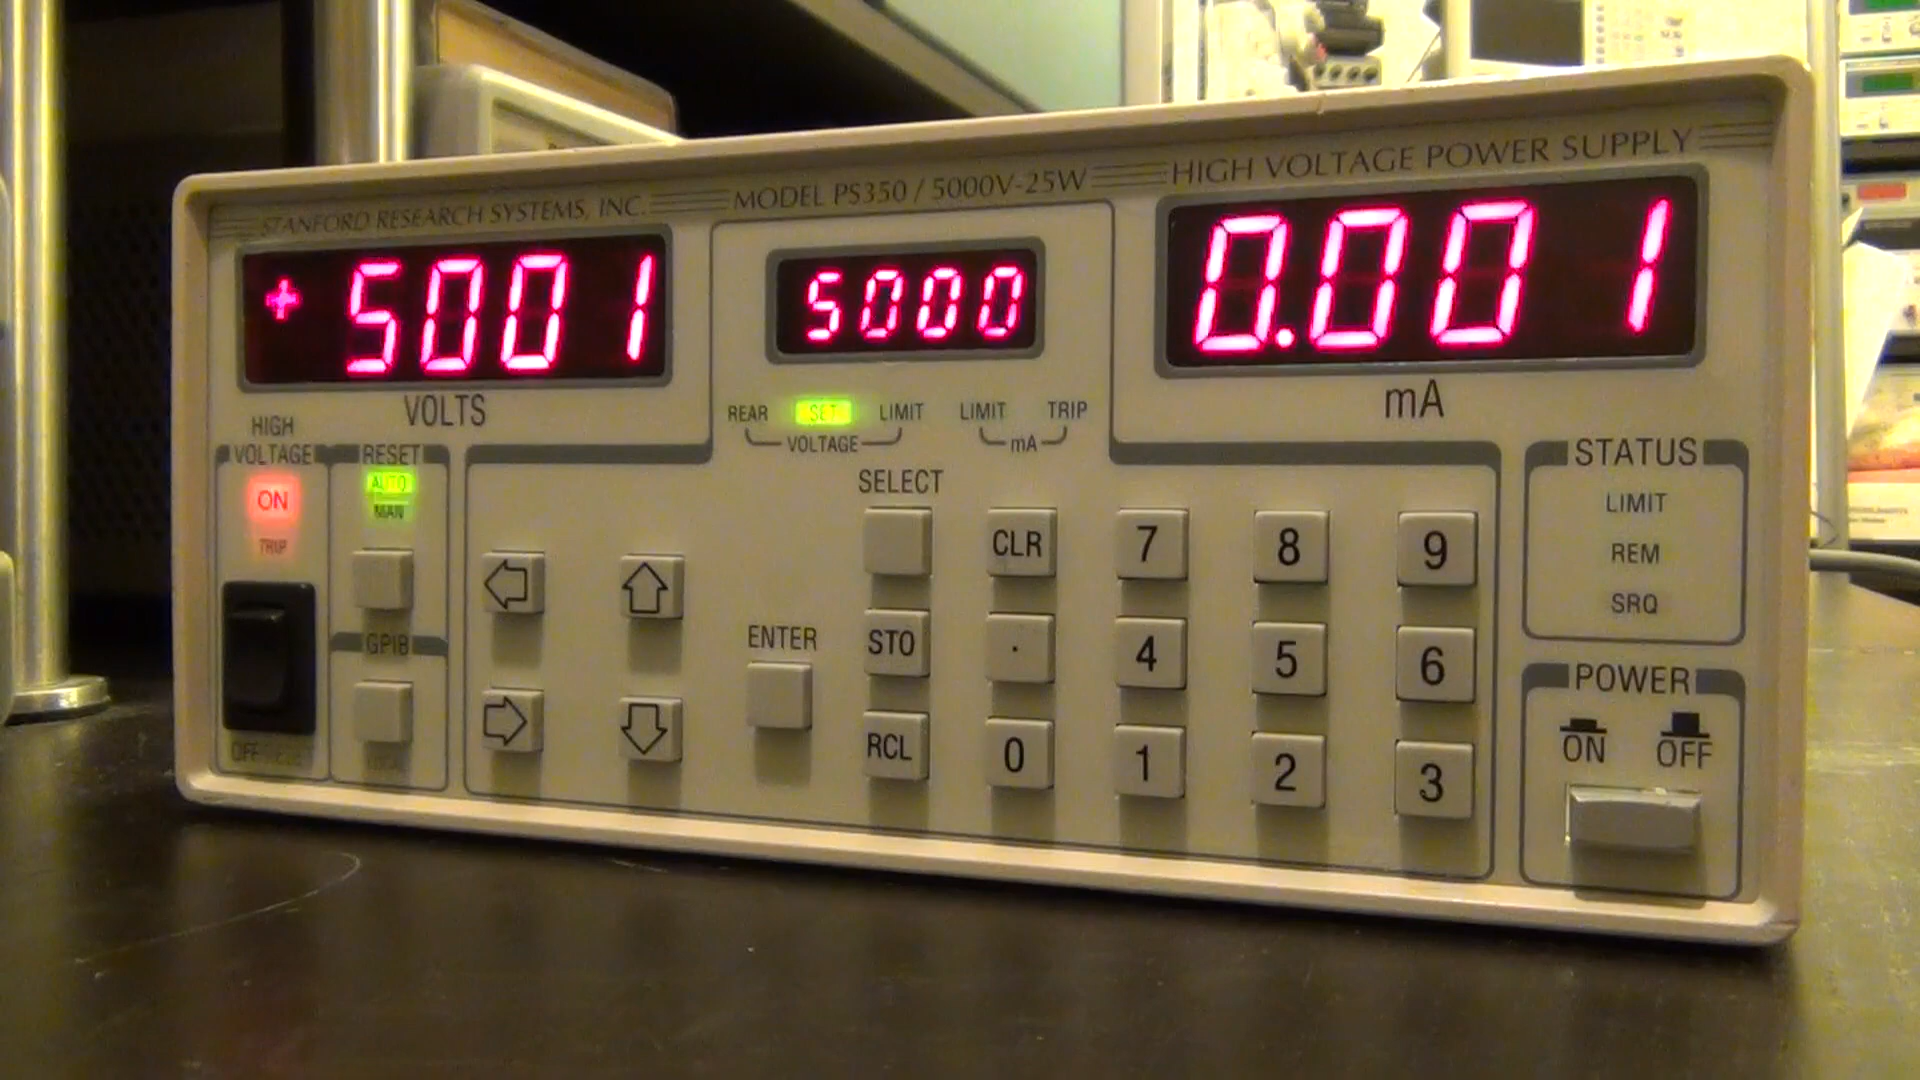 STANFORD RESEARCH SYSTEMS, INC.
MODEL PS350 / 5000V-25W
HIGH VOLTAGE POWER SUPPLY
+ 5001
5000
0.001
VOLTS
mA
REAR SET LIMIT
VOLTAGE
LIMIT TRIP
mA
HIGH
VOLTAGE
ON
TRIP
RESET
AUTO
MAN
GPIB
OFF
SELECT
ENTER
STO
RCL
CLR 7 8 9
. 4 5 6
0 1 2 3
STATUS
LIMIT
REM
SRQ
POWER
ON OFF